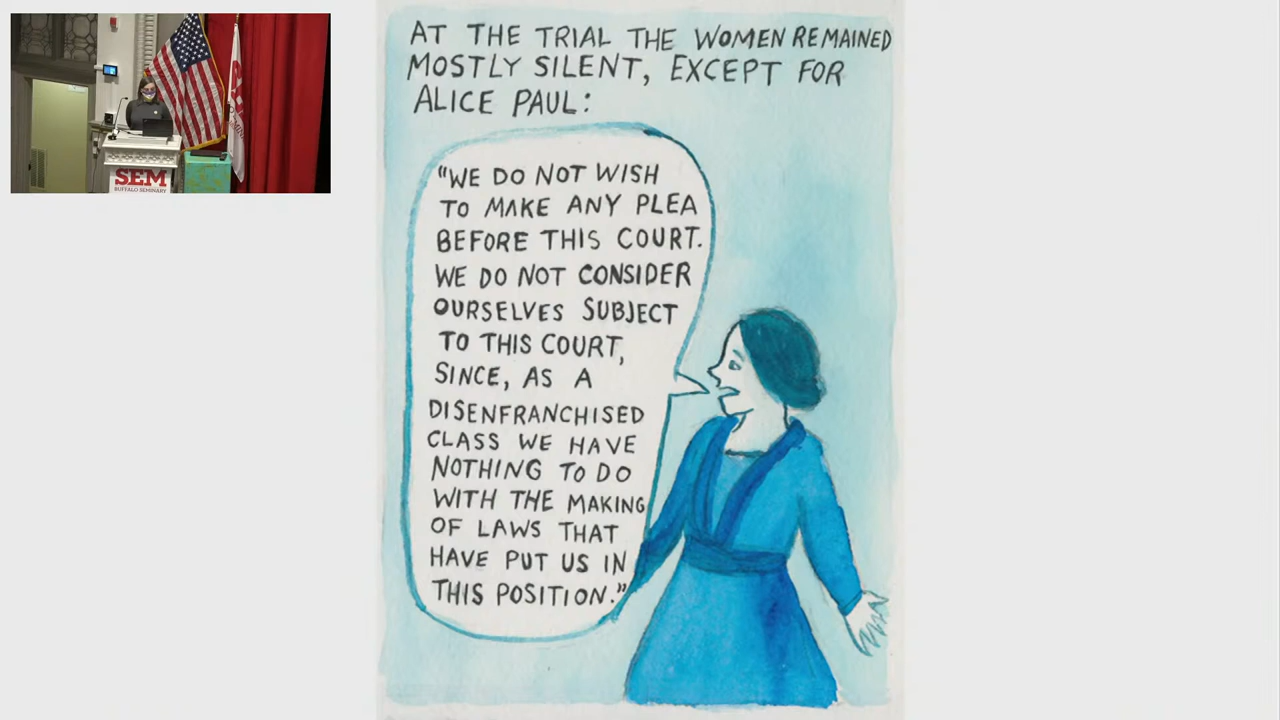 AT THE TRIAL THE WOMEN REMAINED
MOSTLY SILENT, EXCEPT FOR
ALICE PAUL:
"WE DO NOT WISH
TO MAKE ANY PLEA
BEFORE THIS COURT.
WE DO NOT CONSIDER
OURSELVES SUBJECT
TO THIS COURT,
SINCE, AS A
DISENFRANCHISED
CLASS WE HAVE
NOTHING TO DO
WITH THE MAKING
OF LAWS THAT
HAVE PUT US IN
THIS POSITION."
SEM
BUFFALO SEMINARY